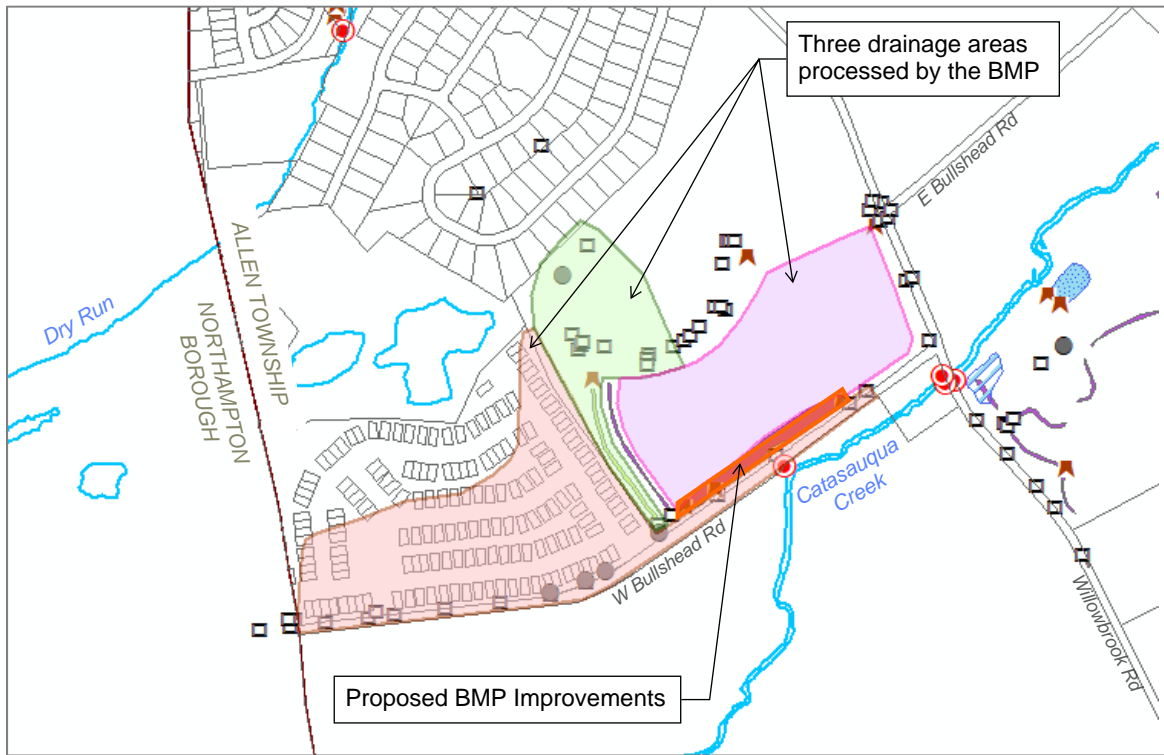 Three drainage areas
processed by the BMP
E Bullshead Rd
Dry Run
ALLEN TOWNSHIP
NORTHAMPTON
BOROUGH
Catasauqua
Creek
W Bullshead Rd
Willowbrook Rd
Proposed BMP Improvements